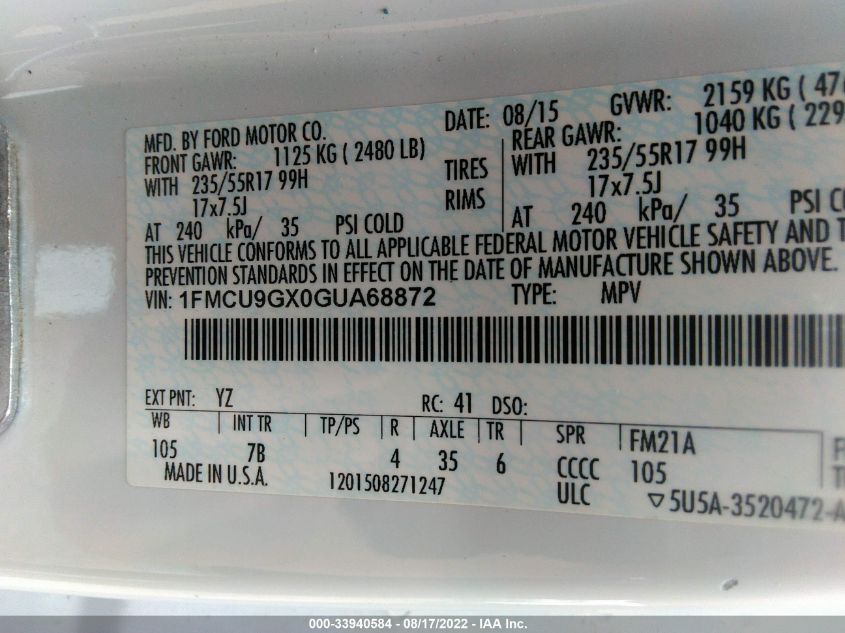 MFD. BY FORD MOTOR CO. DATE: 08/15 GVWR: 2159 KG ( 476
FRONT GAWR: 1125 KG ( 2480 LB) REAR GAWR: 1040 KG ( 229
WITH 235/55R17 99H TIRES WITH 235/55R17 99H
17x7.5J RIMS 17x7.5J
AT 240 kPa/ 35 PSI COLD AT 240 kPa/ 35 PSI CO
THIS VEHICLE CONFORMS TO ALL APPLICABLE FEDERAL MOTOR VEHICLE SAFETY AND T
PREVENTION STANDARDS IN EFFECT ON THE DATE OF MANUFACTURE SHOWN ABOVE.
VIN: 1FMCU9GX0GUA68872 TYPE: MPV
EXT PNT: YZ RC: 41 DSO:
WB INT TR TP/PS R AXLE TR SPR FM21A
105 7B 4 35 6 CCCC 105
MADE IN U.S.A. 1201508271247 ULC ▽5U5A-3520472-A
000-33940584 - 08/17/2022 - IAA Inc.